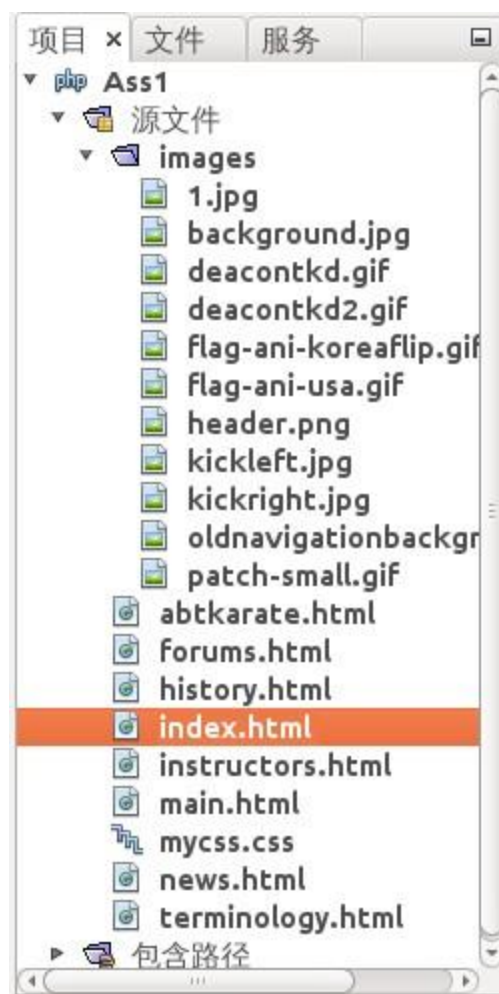 项目 × 文件 服务
php Ass1
源文件
images
1.jpg
background.jpg
deacontkd.gif
deacontkd2.gif
flag-ani-koreaflip.gif
flag-ani-usa.gif
header.png
kickleft.jpg
kickright.jpg
oldnavigationbackgr
patch-small.gif
abtkarate.html
forums.html
history.html
index.html
instructors.html
main.html
mycss.css
news.html
terminology.html
包含路径